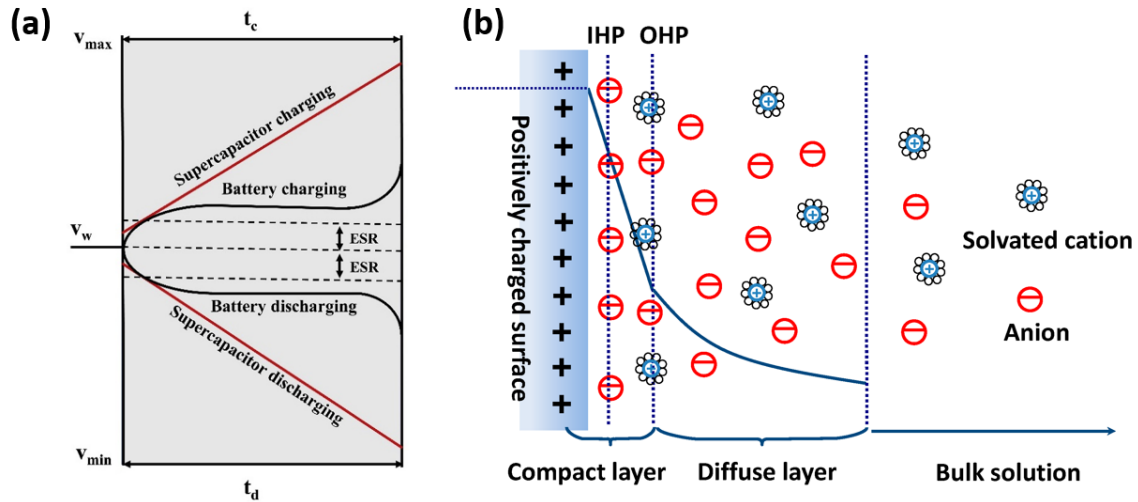 (a)
t_c
v_max
Supercapacitor charging
Battery charging
v_w
ESR
ESR
Battery discharging
Supercapacitor discharging
v_min
t_d
(b)
IHP OHP
Positively charged surface
+
+
+
+
+
+
+
+
+
+
Solvated cation
Anion
Compact layer
Diffuse layer
Bulk solution